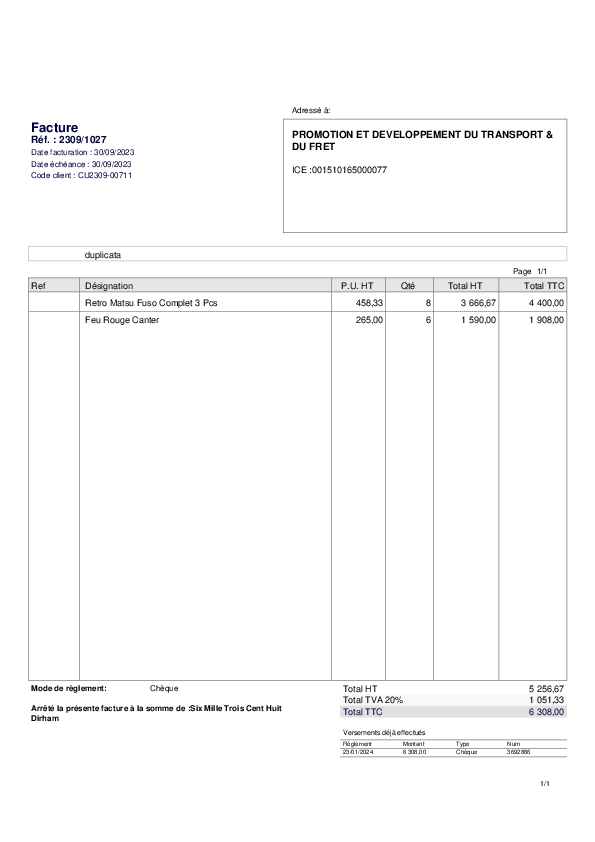 Adressé à:
Facture
Réf. : 2309/1027
Date facturation : 30/09/2023
Date échéance : 30/09/2023
Code client : CU2309-00711
PROMOTION ET DEVELOPPEMENT DU TRANSPORT &
DU FRET
ICE :001510165000077
duplicata
Page 1/1
Ref Désignation P.U. HT Qté Total HT Total TTC
Retro Matsu Fuso Complet 3 Pcs 458,33 8 3 666,67 4 400,00
Feu Rouge Canter 265,00 6 1 590,00 1 908,00
Mode de règlement: Chèque
Arrêté la présente facture à la somme de :Six Mille Trois Cent Huit
Dirham
Total HT 5 256,67
Total TVA 20% 1 051,33
Total TTC 6 308,00
Versements déjà effectués
Règlement Montant Type Num
23/01/2024 6 308,00 Chèque 3692866
1/1